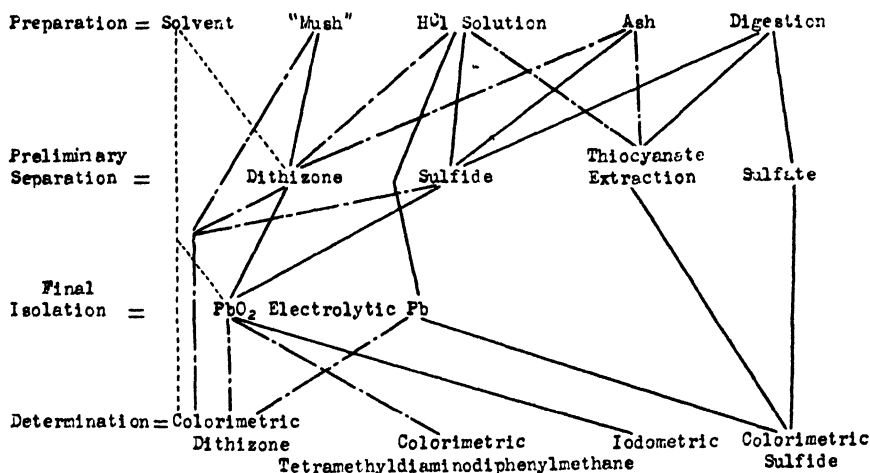 Preparation = Solvent "Mush" HCl Solution Ash Digestion
Preliminary
Separation = Dithizone Sulfide Thiocyanate
Extraction Sulfate
Final
Isolation = PbO₂ Electrolytic Pb
Determination = Colorimetric
Dithizone Colorimetric Iodometric Colorimetric
Tetramethyldiaminodiphenylmethane Sulfide